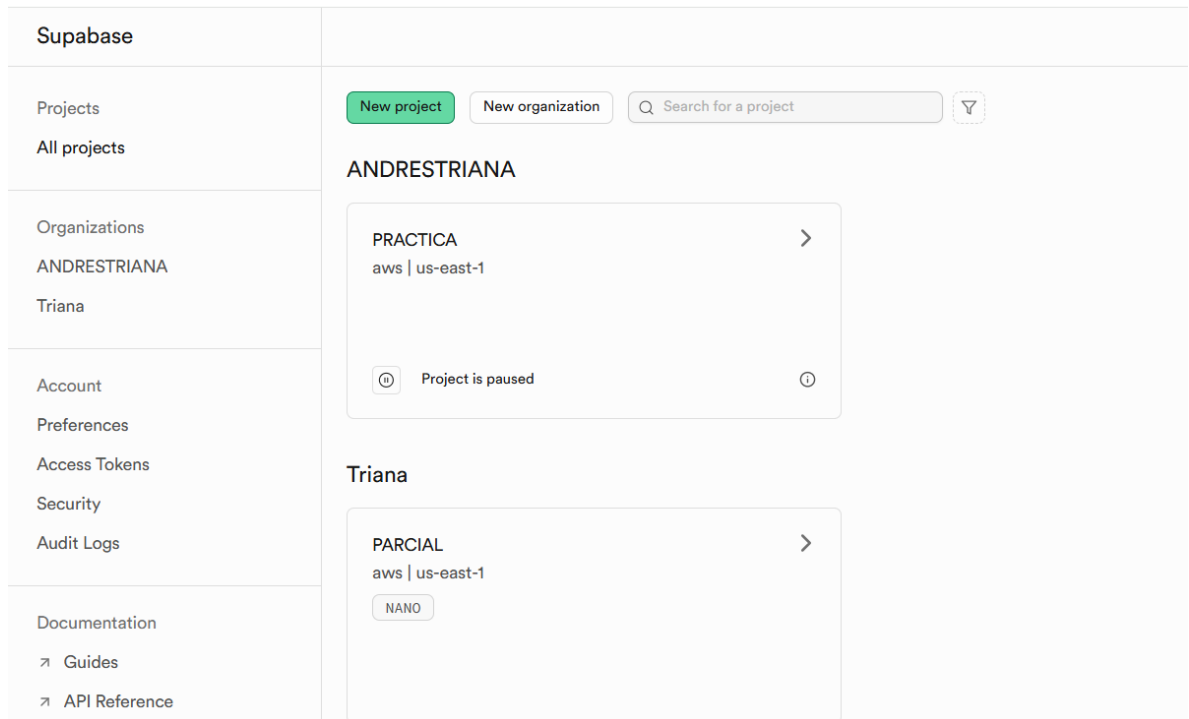 Supabase
Projects
All projects
Organizations
ANDRESTRIANA
Triana
Account
Preferences
Access Tokens
Security
Audit Logs
Documentation
Guides
API Reference
New project
New organization
Search for a project
ANDRESTRIANA
PRACTICA
aws | us-east-1
Project is paused
Triana
PARCIAL
aws | us-east-1
NANO